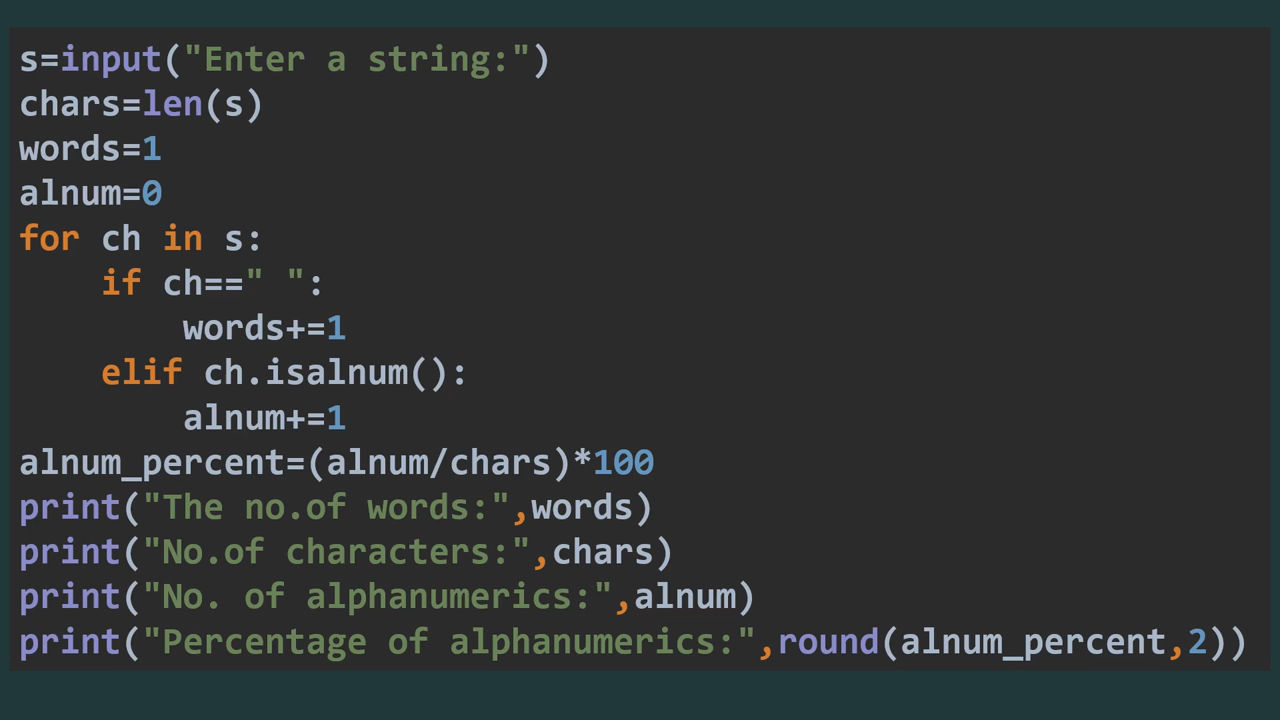 s=input("Enter a string:")
chars=len(s)
words=1
alnum=0
for ch in s:
    if ch==" ":
        words+=1
    elif ch.isalnum():
        alnum+=1
alnum_percent=(alnum/chars)*100
print("The no.of words:",words)
print("No.of characters:",chars)
print("No. of alphanumerics:",alnum)
print("Percentage of alphanumerics:",round(alnum_percent,2))